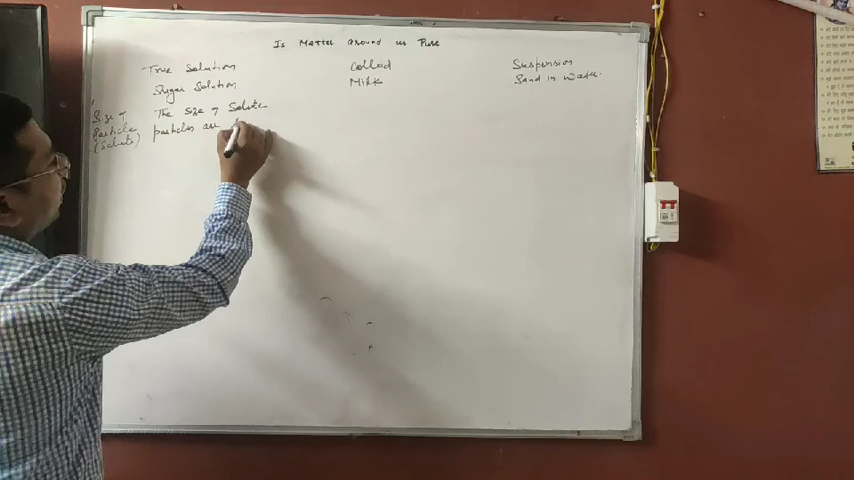 Is Matter around us Pure
True Solution
Colloid
Suspension
Sugar Solution
Milk
Sand in Water.
Size of Particle (Solute)
The size of Solute
particles are